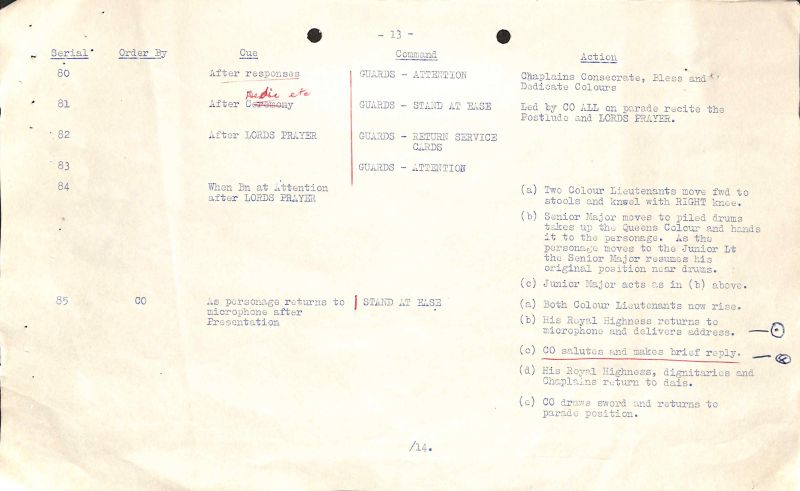 - 13 -
Serial Order By Cue Command Action
80 After responses GUARDS - ATTENTION Chaplains Consecrate, Bless and
Dedicate Colours
Dedic etc
81 After Ceremony GUARDS - STAND AT EASE Led by CO ALL on parade recite the
Postlude and LORDS PRAYER.
82 After LORDS PRAYER GUARDS - RETURN SERVICE
CARDS
83 GUARDS - ATTENTION
84 When Bn at Attention
after LORDS PRAYER
(a) Two Colour Lieutenants move fwd to
stools and knwel with RIGHT knee.
(b) Senior Major moves to piled drums
takes up the Queens Colour and hands
it to the personage. As the
personage moves to the Junior Lt
the Senior Major resumes his
original position near drums.
(c) Junior Major acts as in (b) above.
85 CO As personage returns to
microphone after
Presentation
STAND AT EASE
(a) Both Colour Lieutenants now rise.
(b) His Royal Highness returns to
microphone and delivers address.
(c) CO salutes and makes brief reply.
(d) His Royal Highness, dignitaries and
Chaplains return to dais.
(e) CO draws sword and returns to
parade position.
/14.